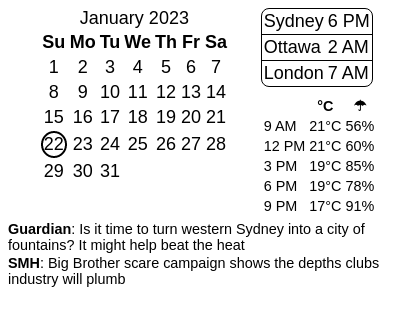 January 2023
Su Mo Tu We Th Fr Sa
1 2 3 4 5 6 7
8 9 10 11 12 13 14
15 16 17 18 19 20 21
22 23 24 25 26 27 28
29 30 31
Sydney 6 PM
Ottawa 2 AM
London 7 AM
°C ☂
9 AM 21°C 56%
12 PM 21°C 60%
3 PM 19°C 85%
6 PM 19°C 78%
9 PM 17°C 91%
Guardian: Is it time to turn western Sydney into a city of
fountains? It might help beat the heat
SMH: Big Brother scare campaign shows the depths clubs
industry will plumb